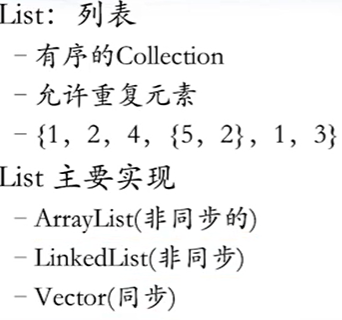 List：列表
– 有序的Collection
– 允许重复元素
– {1，2，4，{5，2}，1，3}
List 主要实现
– ArrayList(非同步的)
– LinkedList(非同步)
– Vector(同步)